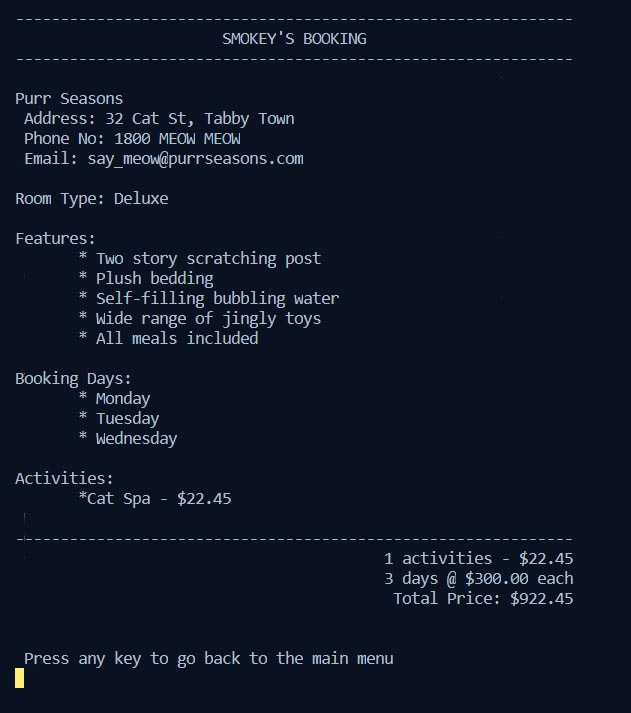 --------------------------------------------------------------
SMOKEY'S BOOKING
--------------------------------------------------------------
Purr Seasons
Address: 32 Cat St, Tabby Town
Phone No: 1800 MEOW MEOW
Email: say_meow@purrseasons.com
Room Type: Deluxe
Features:
* Two story scratching post
* Plush bedding
* Self-filling bubbling water
* Wide range of jingly toys
* All meals included
Booking Days:
* Monday
* Tuesday
* Wednesday
Activities:
*Cat Spa - $22.45
--------------------------------------------------------------
1 activities - $22.45
3 days @ $300.00 each
Total Price: $922.45
Press any key to go back to the main menu